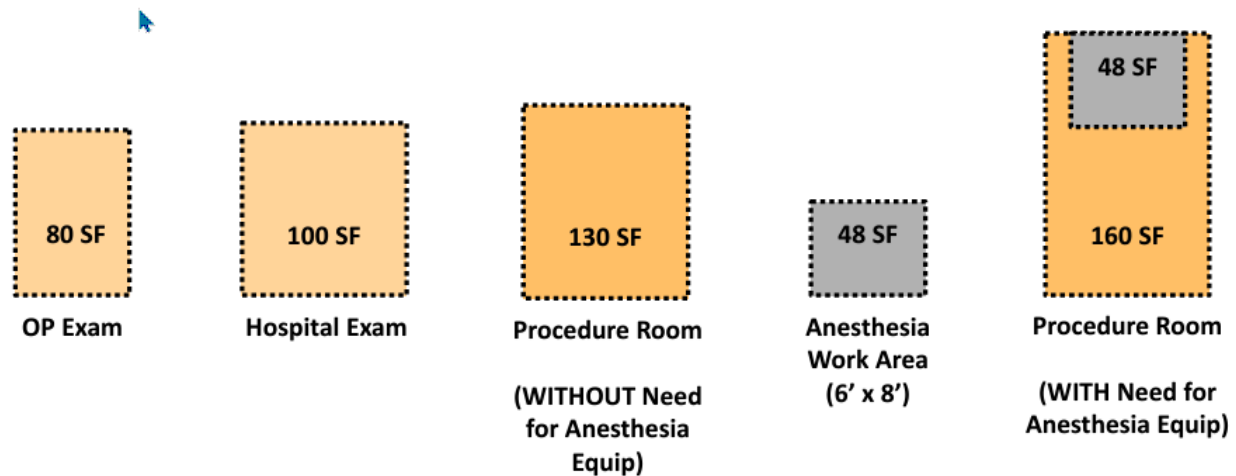 48 SF
80 SF
100 SF
130 SF
48 SF
160 SF
OP Exam
Hospital Exam
Procedure Room
(WITHOUT Need
for Anesthesia
Equip)
Anesthesia
Work Area
(6’ x 8’)
Procedure Room
(WITH Need for
Anesthesia Equip)